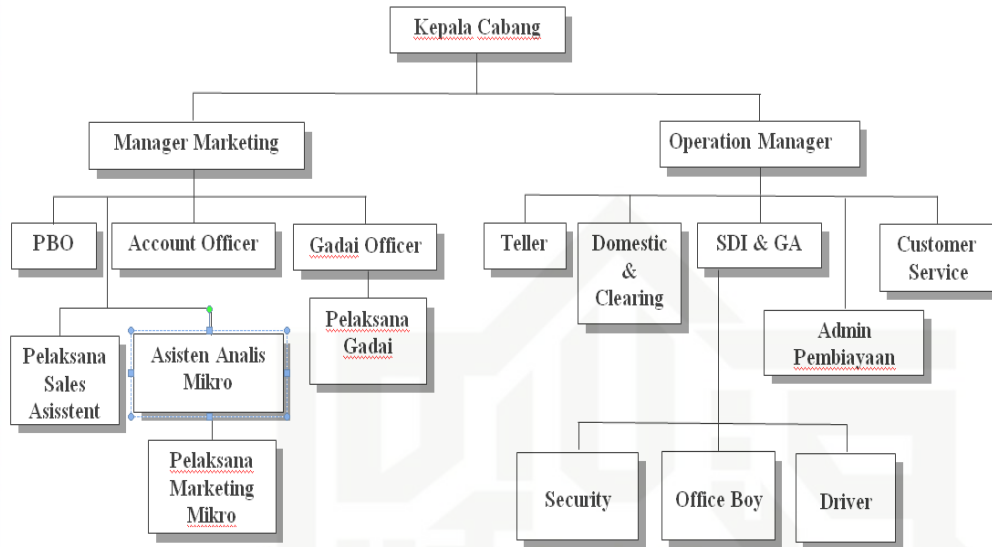 Kepala Cabang
Manager Marketing
Operation Manager
PBO
Account Officer
Gadai Officer
Teller
Domestic
&
Clearing
SDI & GA
Customer
Service
Pelaksana
Sales
Asisstent
Asisten Analis
Mikro
Pelaksana
Gadai
Admin
Pembiayaan
Pelaksana
Marketing
Mikro
Security
Office Boy
Driver